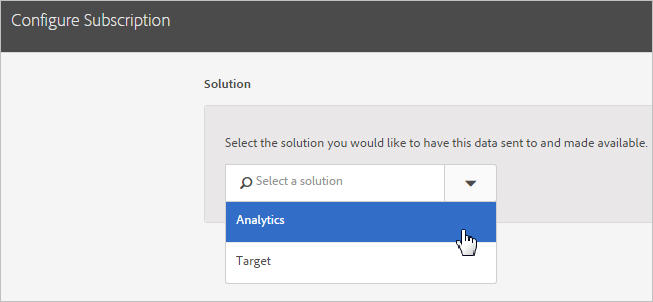 Configure Subscription
Solution
Select the solution you would like to have this data sent to and made available.
Select a solution
Analytics
Target